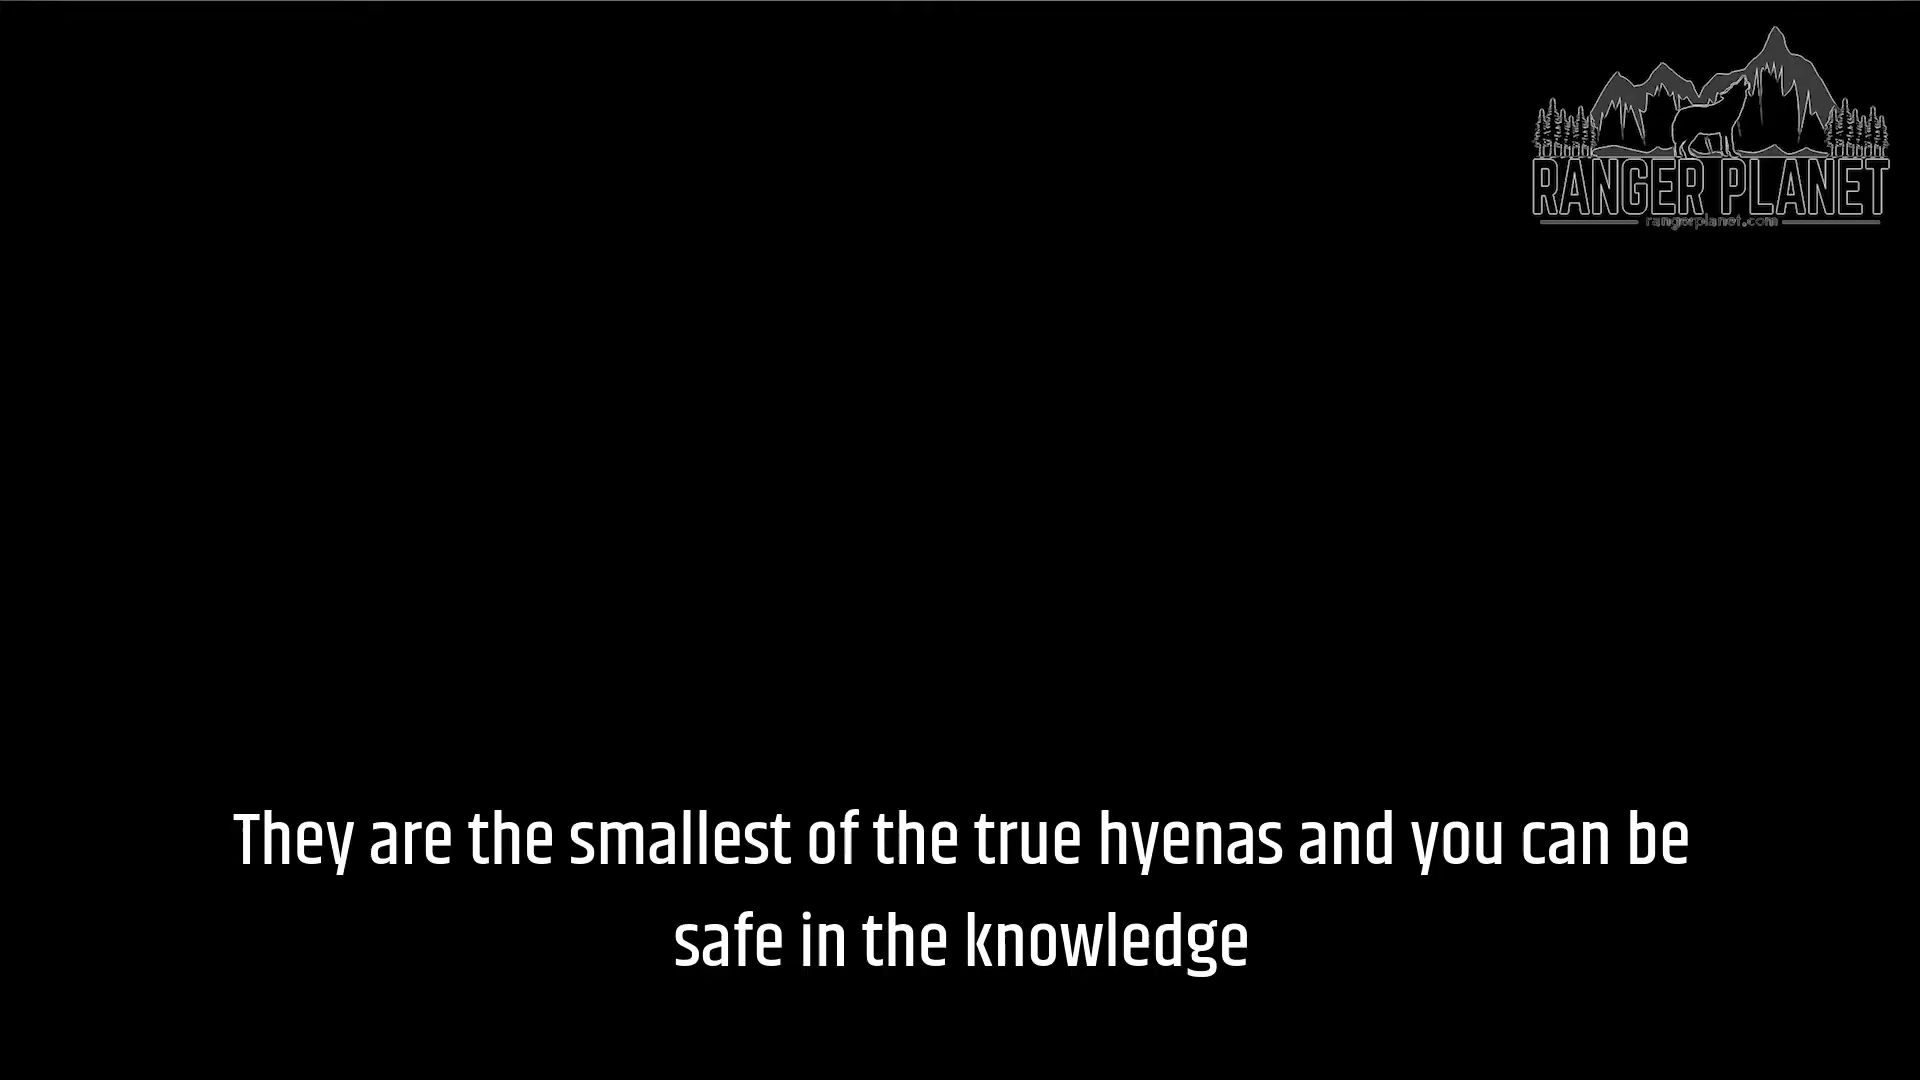 RANGER PLANET
rangerplanet.com
They are the smallest of the true hyenas and you can be
safe in the knowledge